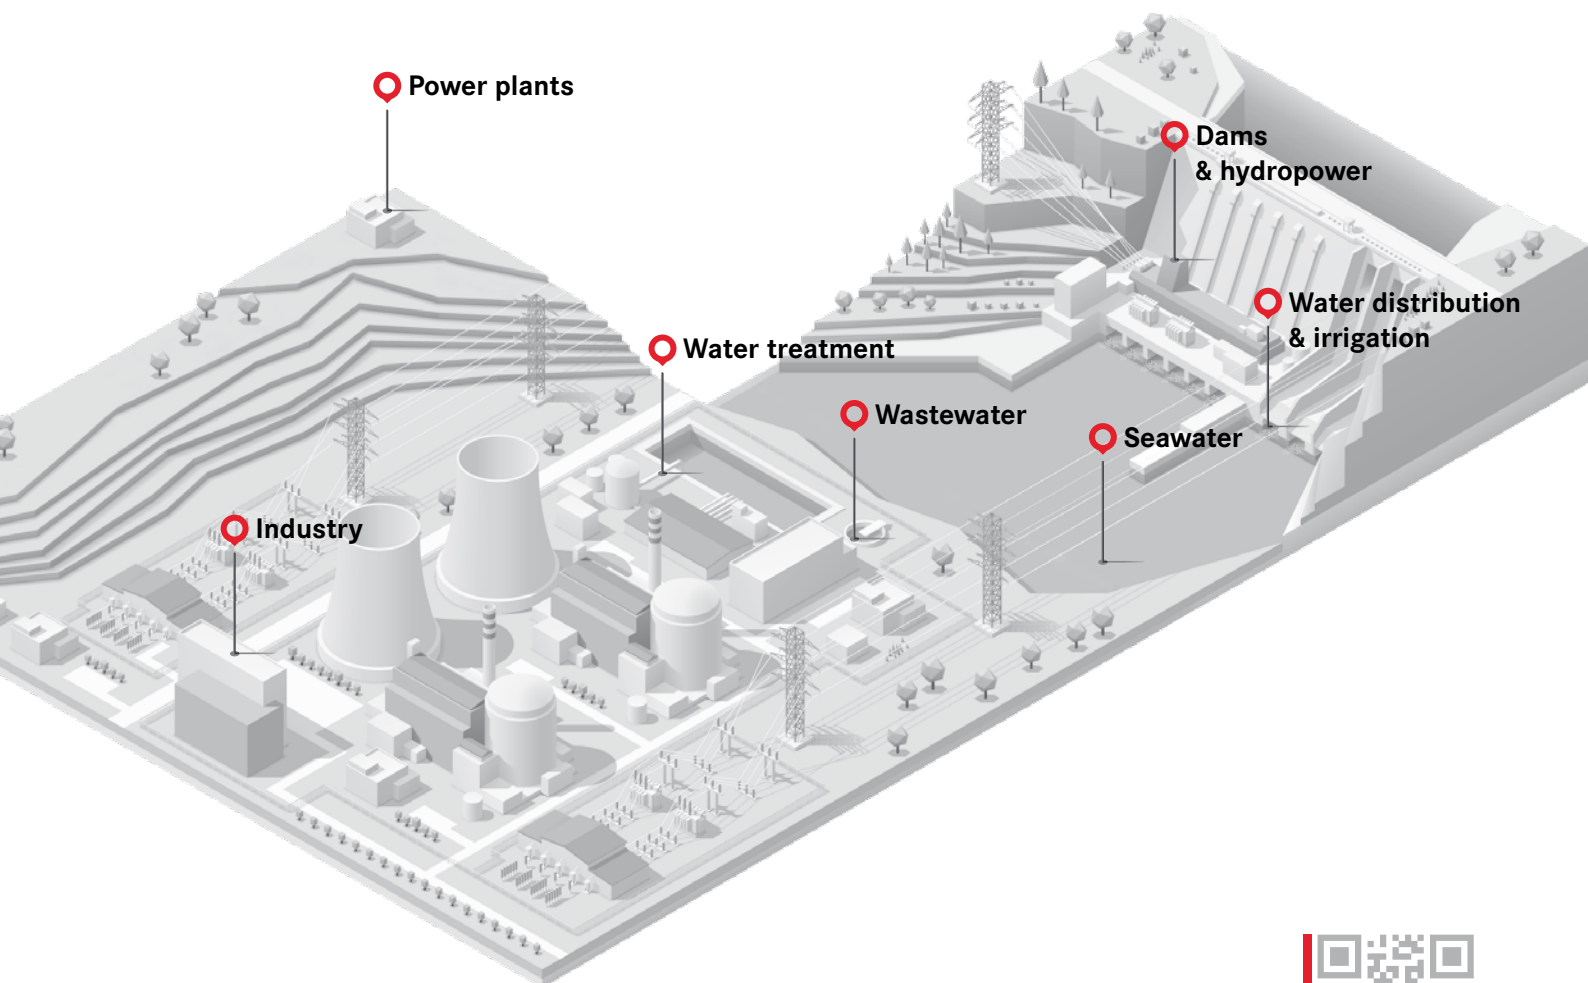 Power plants
Dams
& hydropower
Water distribution
& irrigation
Water treatment
Wastewater
Seawater
Industry